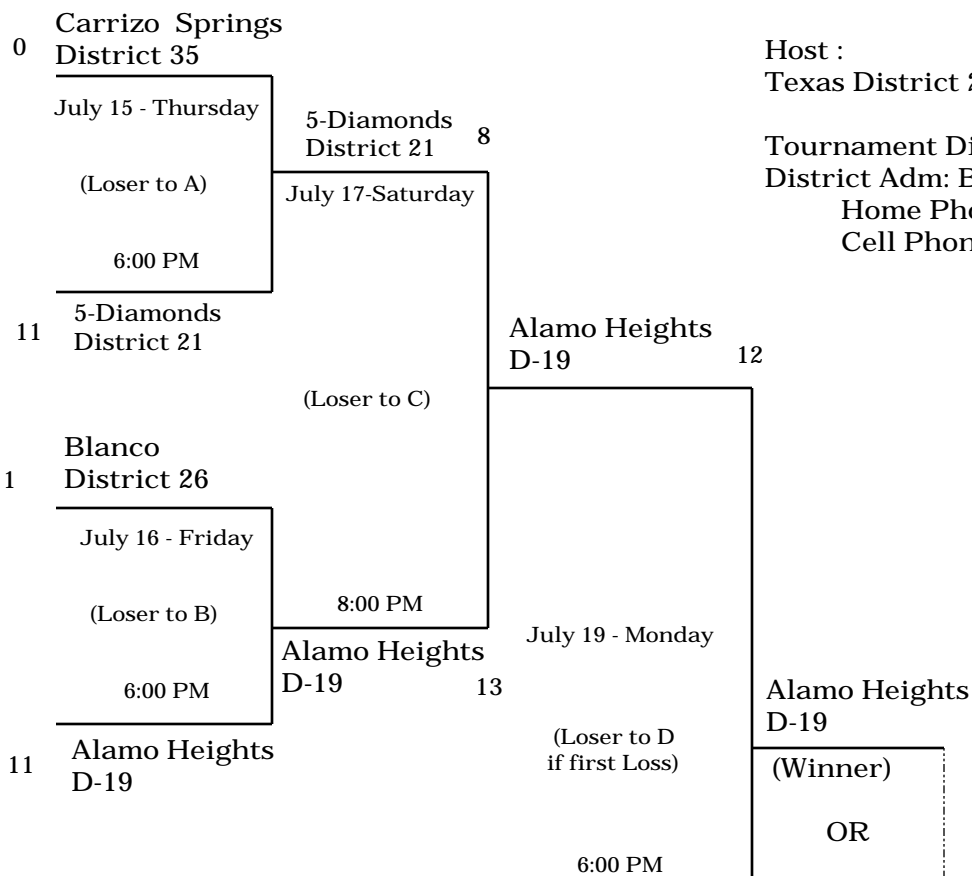 Carrizo Springs
0 District 35
July 15 - Thursday
(Loser to A)
6:00 PM
5-Diamonds
11 District 21
5-Diamonds 8
District 21
July 17-Saturday
(Loser to C)
8:00 PM
Blanco
1 District 26
July 16 - Friday
(Loser to B)
6:00 PM
11 Alamo Heights
D-19
Alamo Heights
D-19 13
Alamo Heights
D-19 12
July 19 - Monday
(Loser to D
if first Loss)
6:00 PM
Alamo Heights
D-19
(Winner)
OR
Host :
Texas District
Tournament
District Adm:
Home
Cell